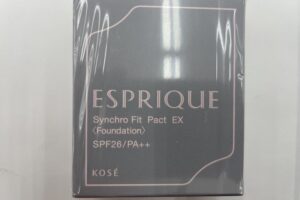 ESPRIQUE
Synchro Fit Pact EX
(Foundation)
SPF26/PA++
KOSÉ